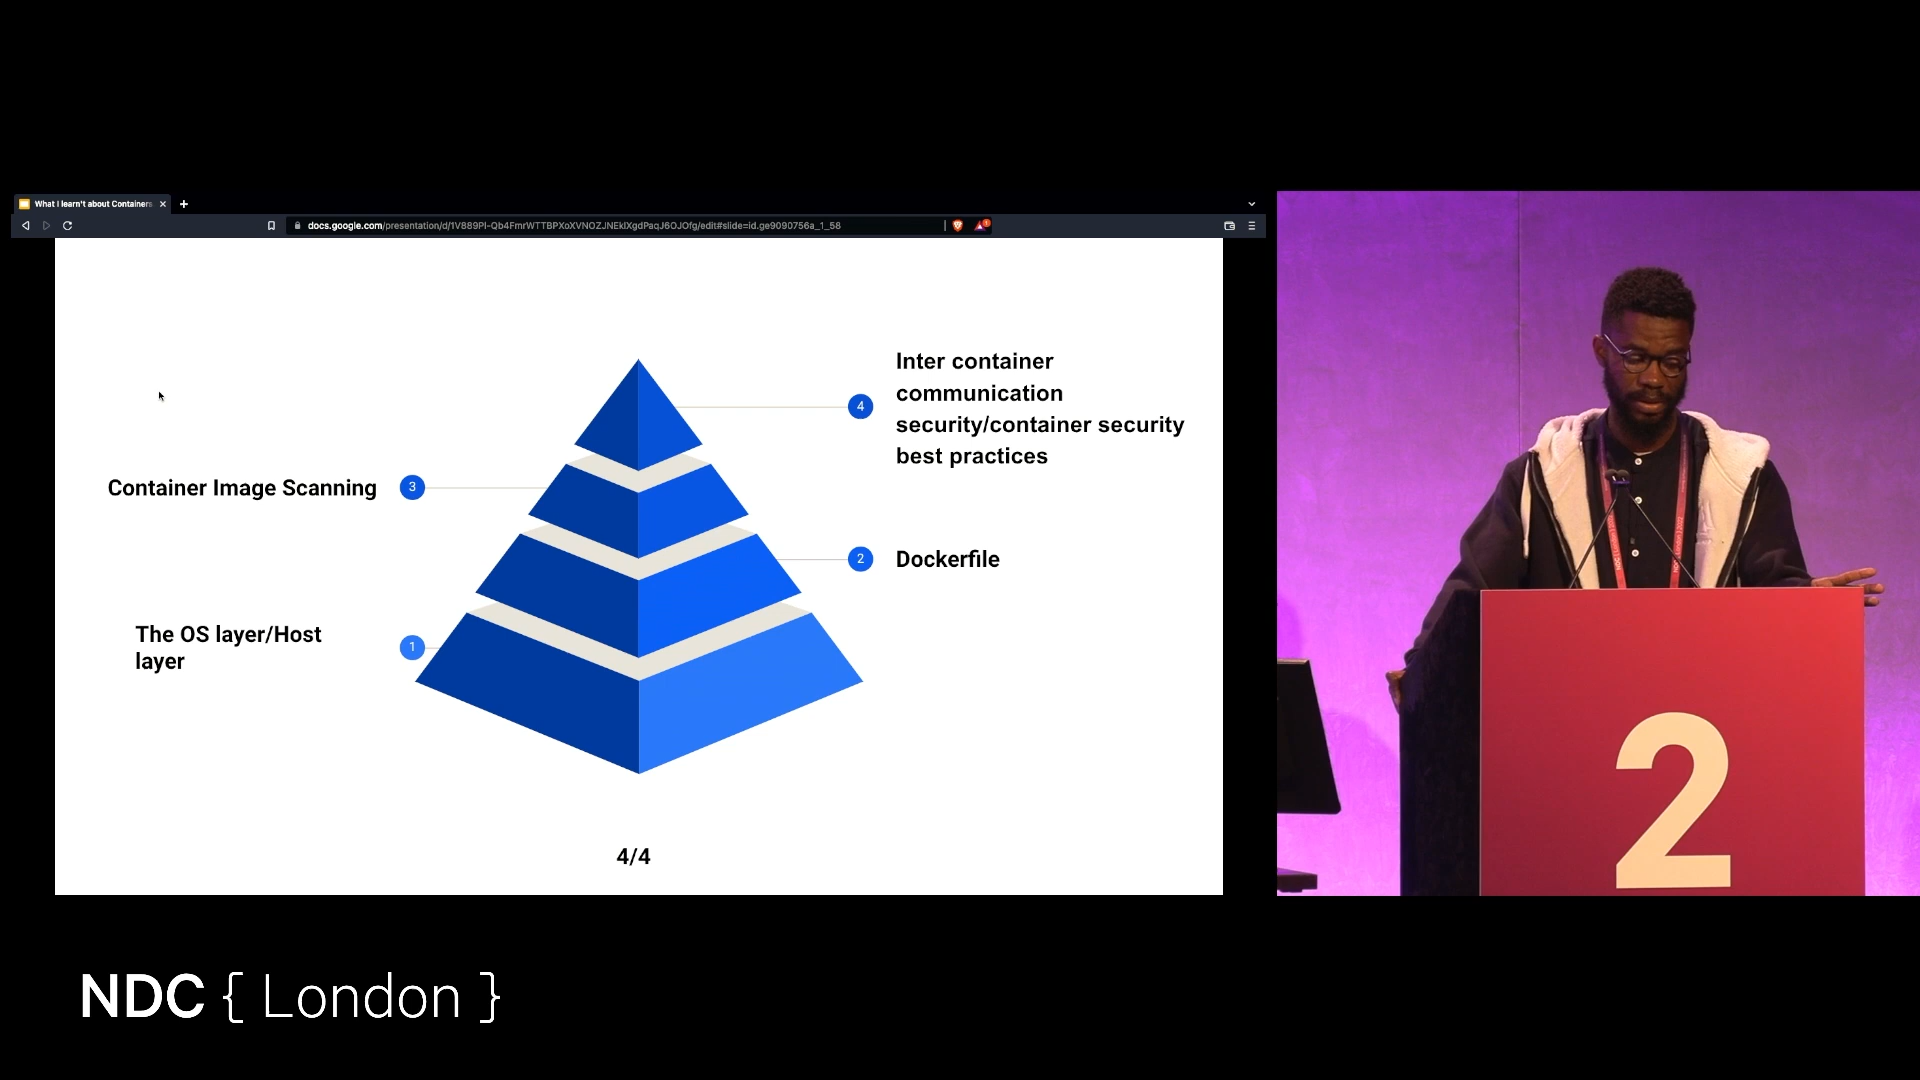 What I learn't about Containers
docs.google.com/presentation/d/1V889PI-Qb4FmrWTTBPXoXVNOZJNEklXgdPaqJ6OJOfg/edit#slide=id.ge9090756a_1_58
Inter container
communication
security/container security
best practices
4
Container Image Scanning
3
2
Dockerfile
The OS layer/Host
layer
1
4/4
2
NDC { London }